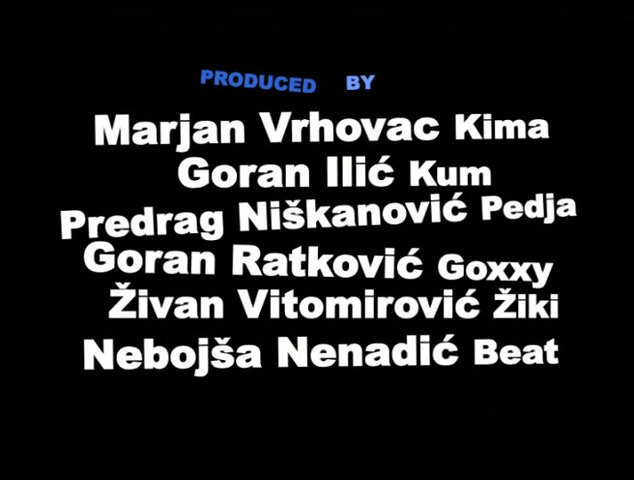 PRODUCED BY
Marjan Vrhovac Kima
Goran Ilić Kum
Predrag Niškanović Pedja
Goran Ratković Goxxy
Živan Vitomirović Žiki
Nebojša Nenadić Beat